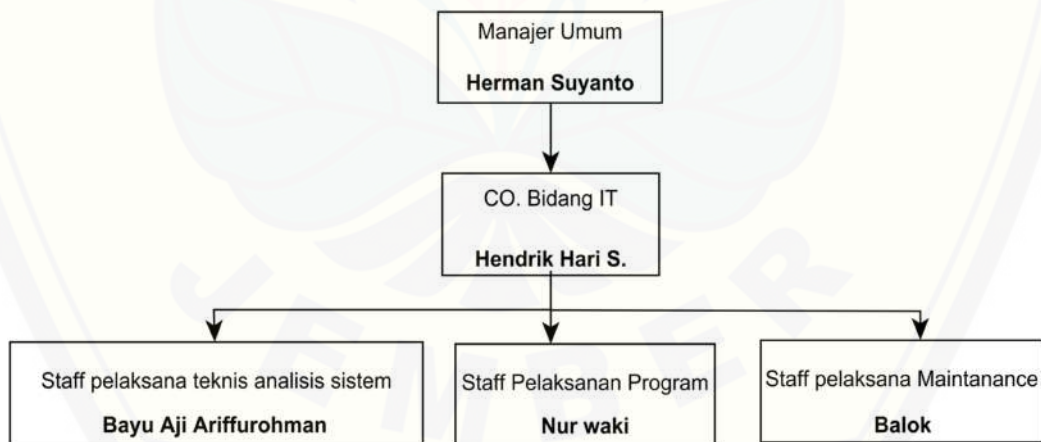 Manajer Umum
Herman Suyanto
CO. Bidang IT
Hendrik Hari S.
Staff pelaksana teknis analisis sistem
Bayu Aji Ariffurohman
Staff Pelaksanan Program
Nur waki
Staff pelaksana Maintanance
Balok
JEMBER